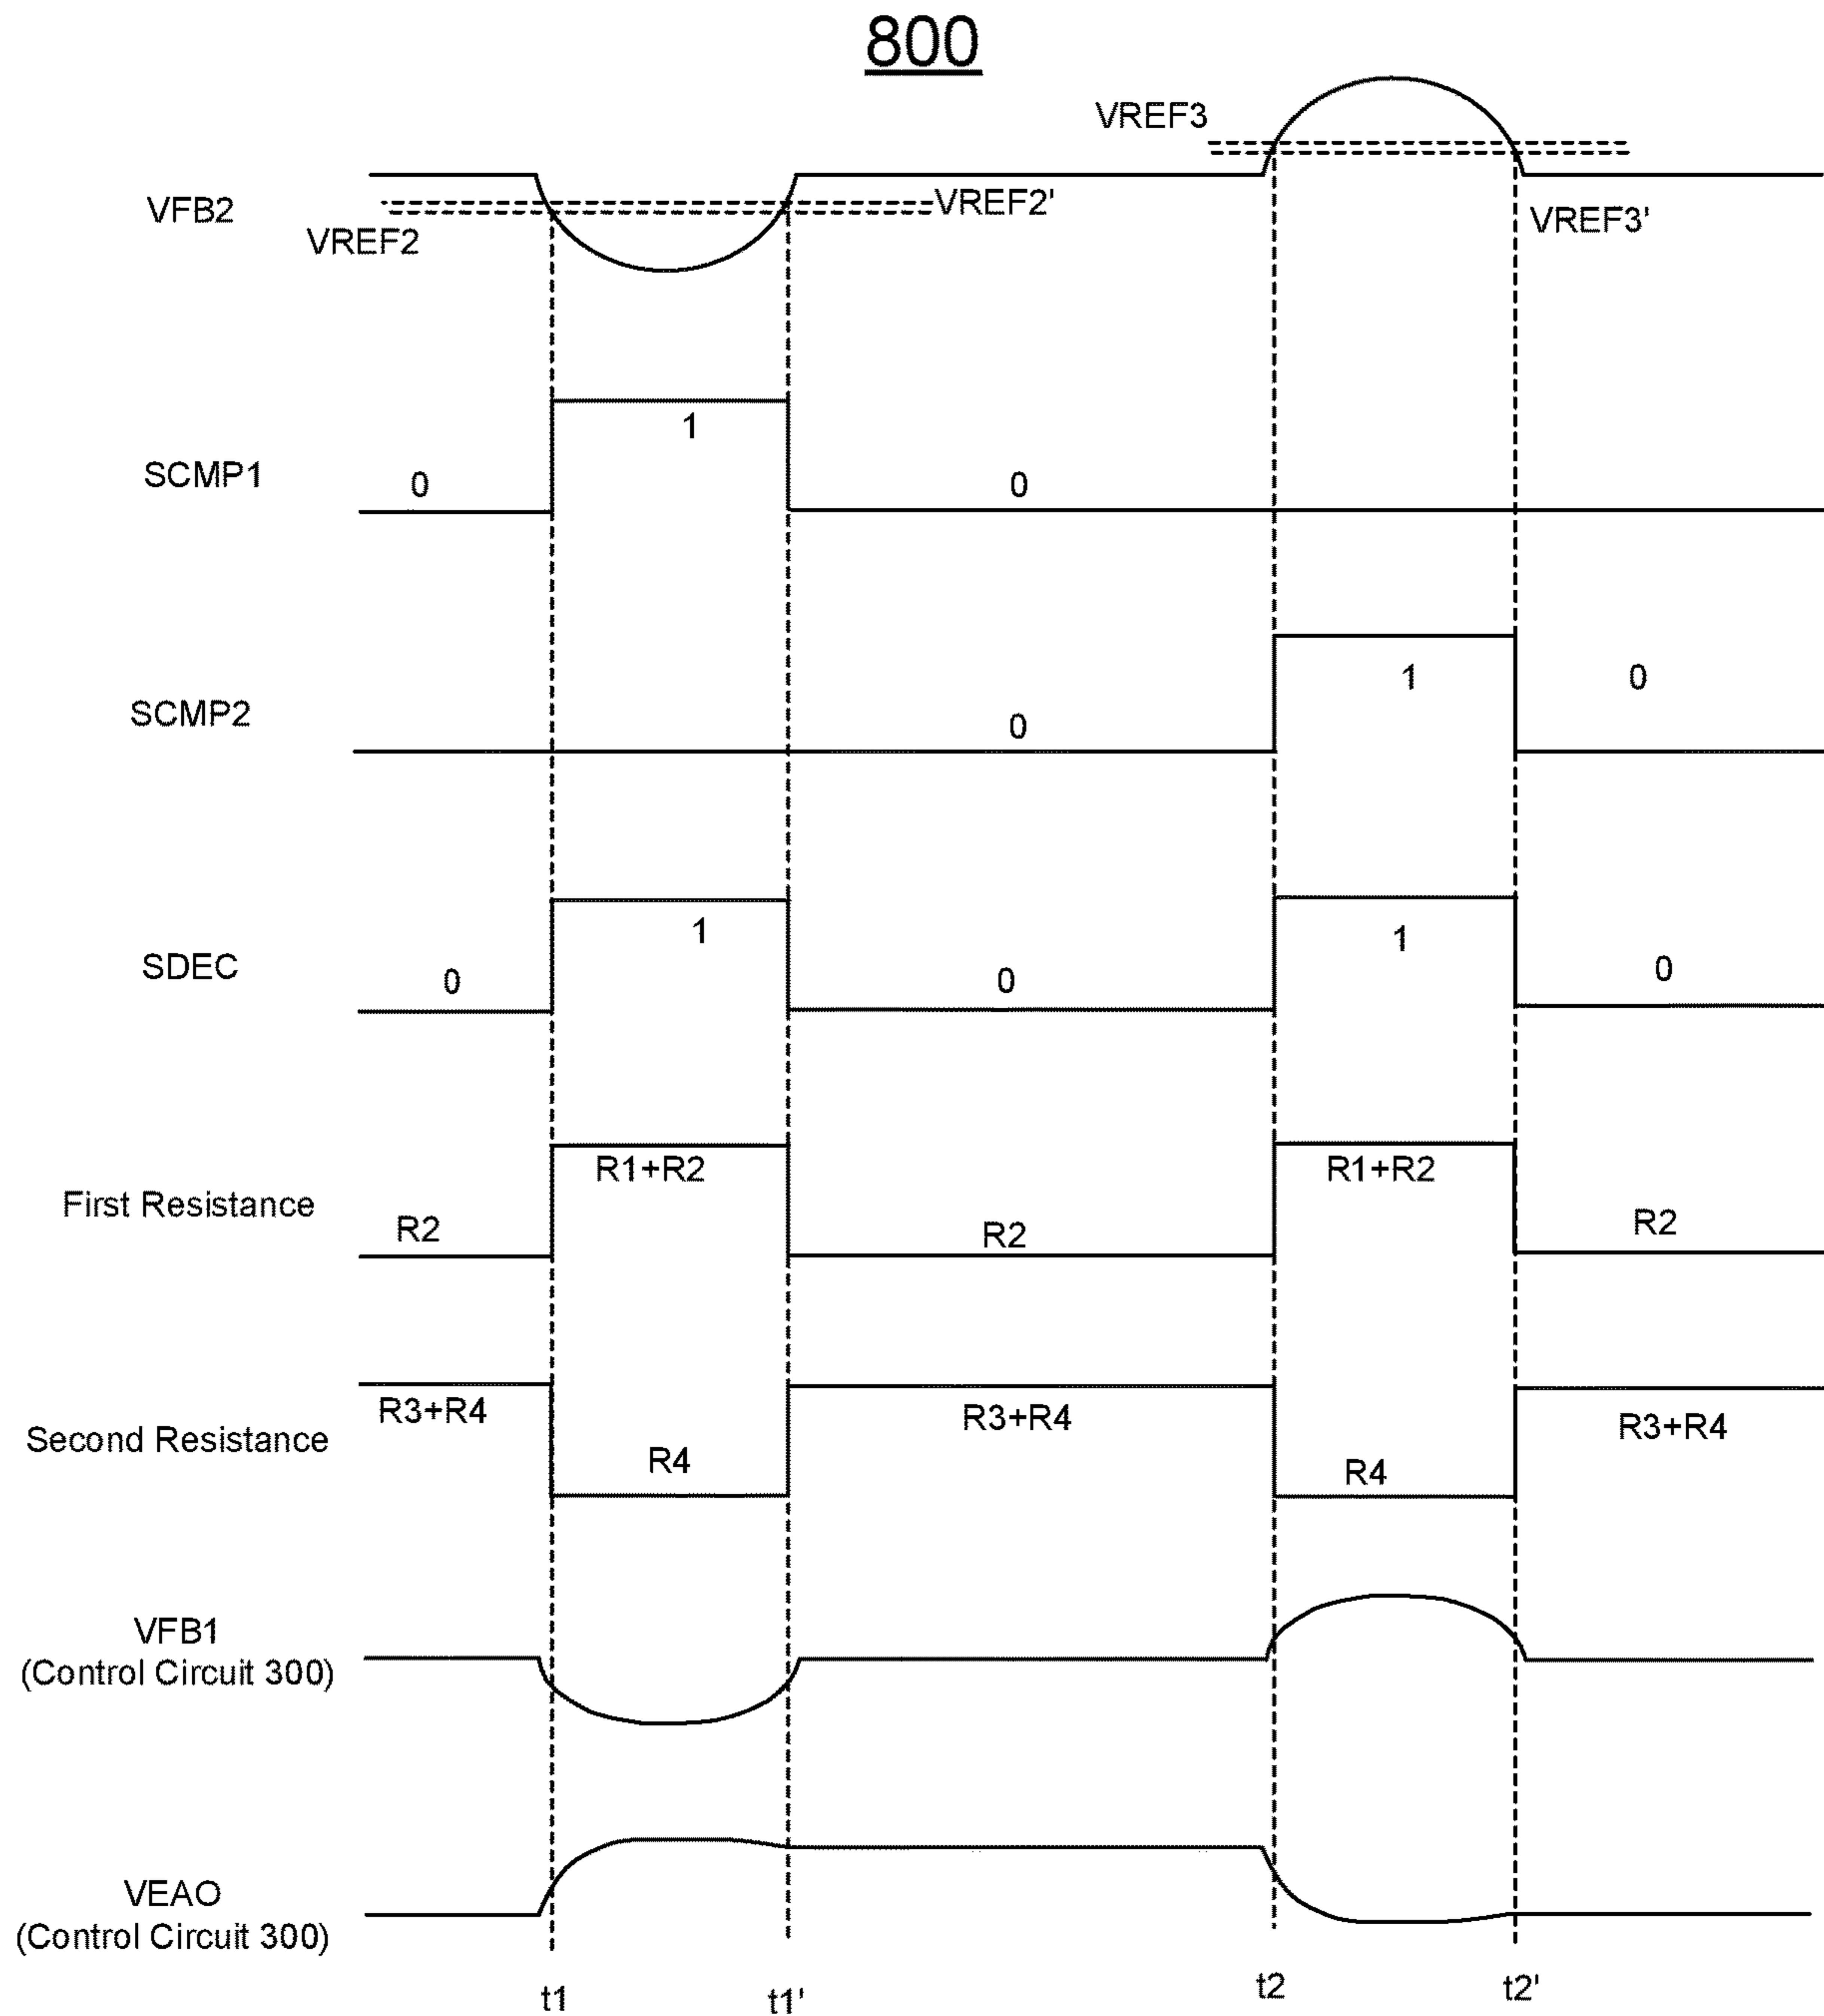 800
VREF3
VFB2
VREF2'
VREF2
VREF3'
1
SCMP1
0
0
1
0
SCMP2
0
1
1
SDEC
0
0
0
R1+R2
R1+R2
First Resistance
R2
R2
R2
R3+R4
R3+R4
R3+R4
Second Resistance
R4
R4
VFB1
(Control Circuit 300)
VEAO
(Control Circuit 300)
t1
t1'
t2
t2'